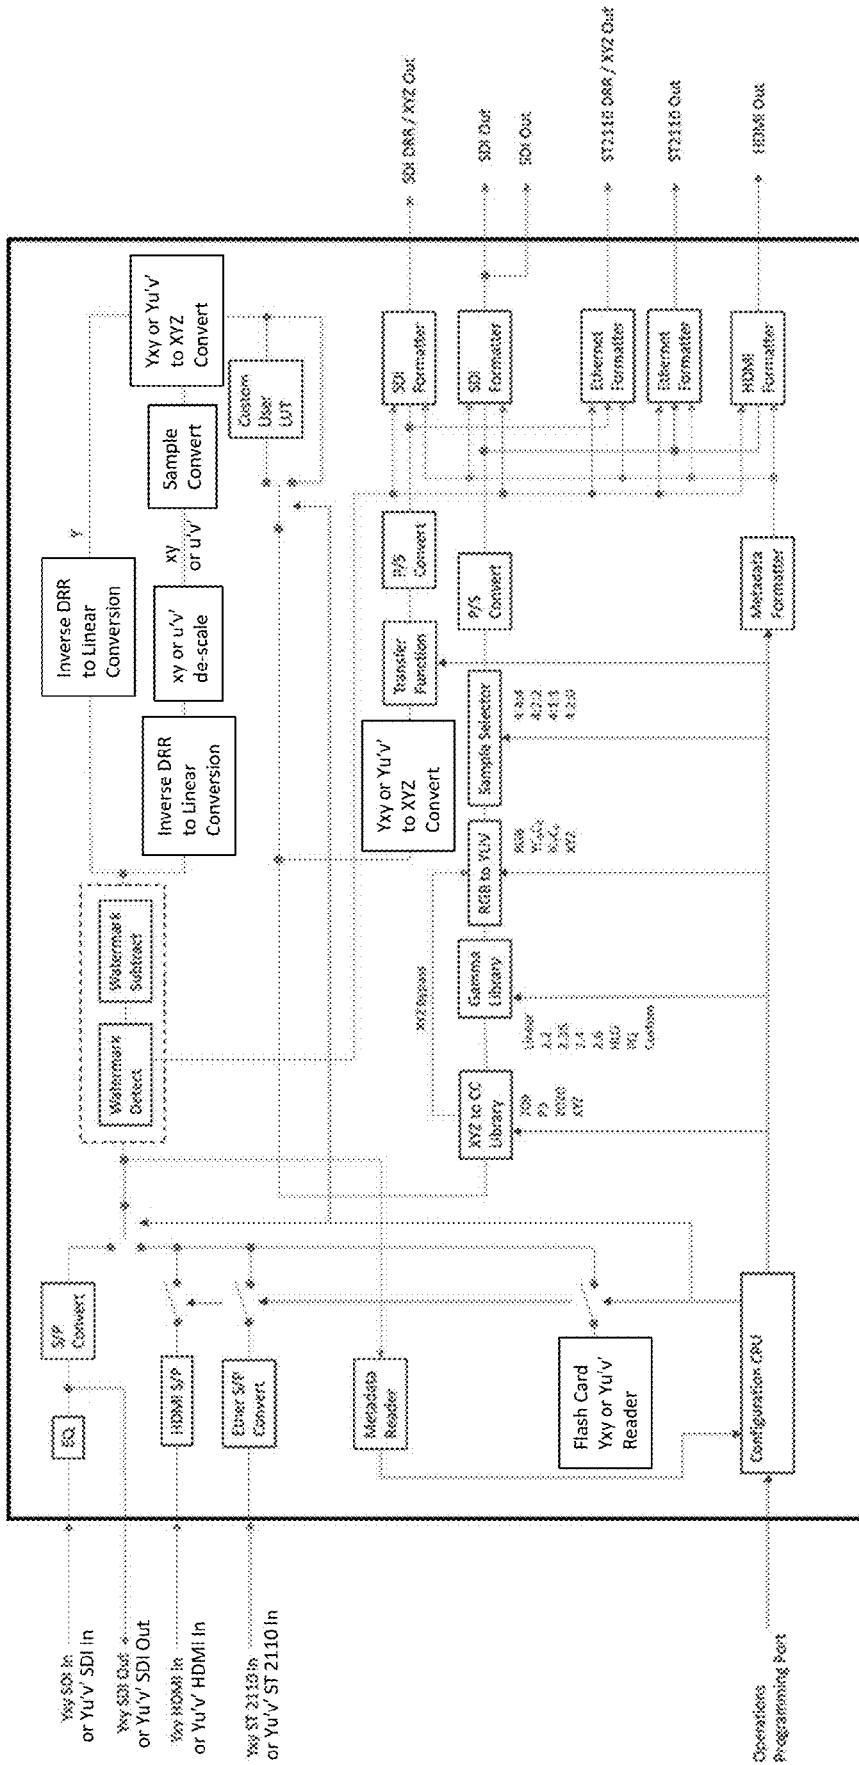 Yxy SDI In
or Yu'v' SDI In
Yxy SDI Out
or Yu'v' SDI Out
Yxy HDMI In
or Yu'v' HDMI In
Yxy ST 2110 In
or Yu'v' ST 2110 In
Operations
Programming Port
EQ
S/P
Convert
HDMI S/P
Ether S/P
Convert
Metadata
Reader
Flash Card
Yxy or Yu'v'
Reader
Configuration CPU
Watermark
Detect
Watermark
Subtract
Inverse DRR
to Linear
Conversion
Inverse DRR
to Linear
Conversion
xy or u'v'
de-scale
xy
or u'v'
Y
Sample
Convert
Yxy or Yu'v'
to XYZ
Convert
Custom
User
LUT
XYZ to CC
Library
709
P3
2020
XYZ
XYZ Bypass
Gamma
Library
Linear
2.2
2.35
2.4
2.6
HLG
PQ
Custom
RGB to YUV
RGB
XYZ
Sample Selector
4:4:4
4:2:2
4:1:1
4:2:0
Yxy or Yu'v'
to XYZ
Convert
Transfer
Function
P/S
Convert
P/S
Convert
Metadata
Formatter
SDI
Formatter
SDI
Formatter
Ethernet
Formatter
Ethernet
Formatter
HDMI
Formatter
SDI DRR / XYZ Out
SDI Out
SDI Out
ST2110 DRR / XYZ Out
ST2110 Out
HDMI Out